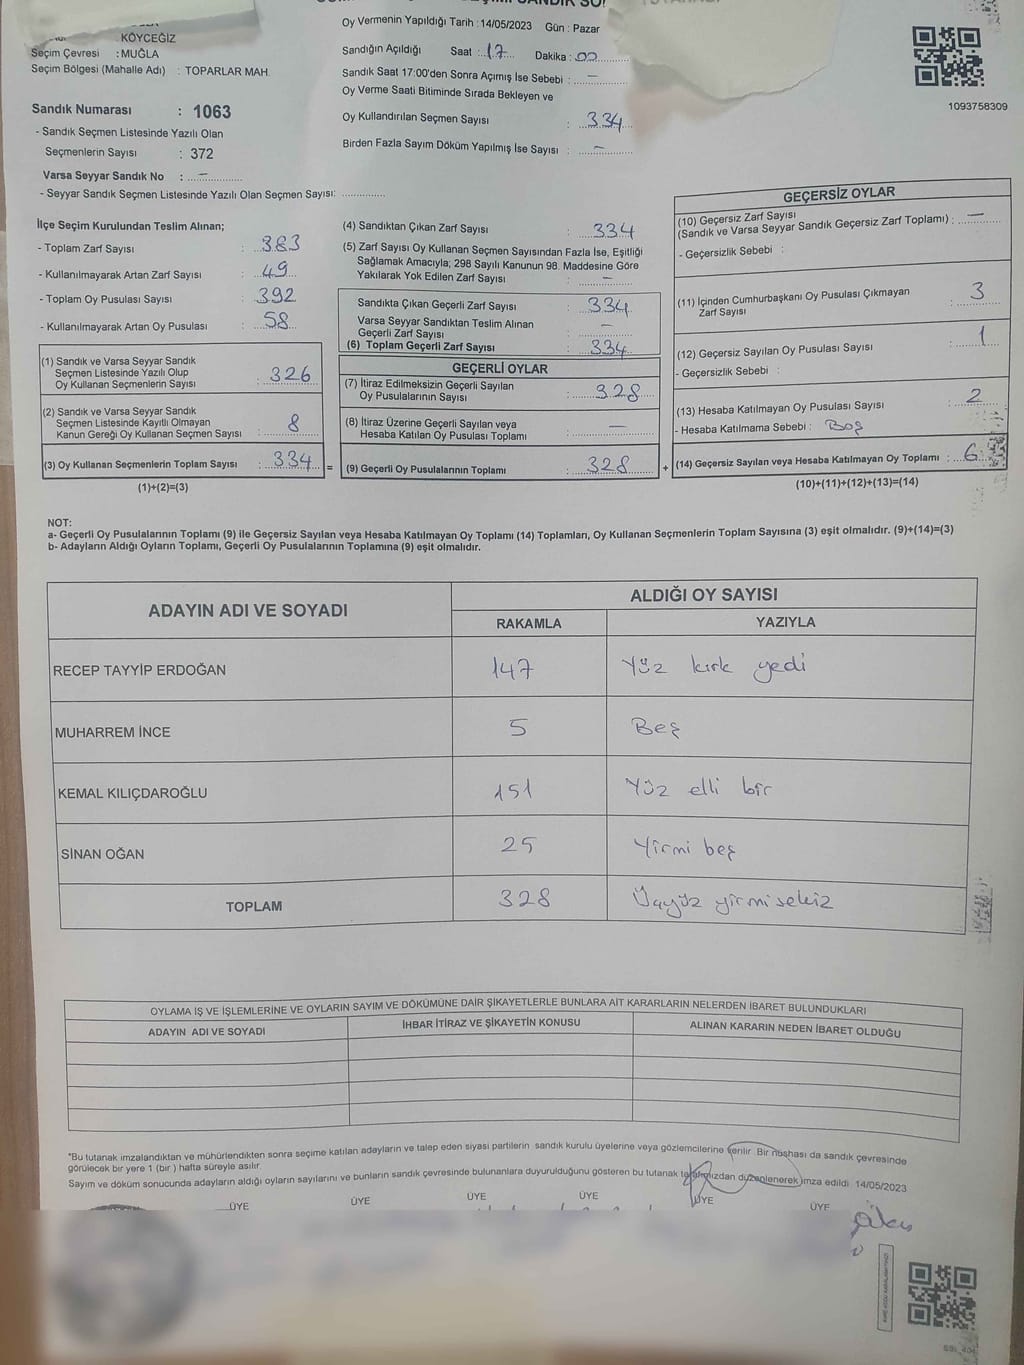 KÖYCEĞİZ
Seçim Çevresi : MUĞLA
Seçim Bölgesi (Mahalle Adı) : TOPARLAR MAH.
Sandık Numarası : 1063
- Sandık Seçmen Listesinde Yazılı Olan
Seçmenlerin Sayısı : 372
Varsa Seyyar Sandık No : –
- Seyyar Sandık Seçmen Listesinde Yazılı Olan Seçmen Sayısı: ..............
Oy Vermenin Yapıldığı Tarih : 14/05/2023 Gün : Pazar
Sandığın Açıldığı Saat : 17 Dakika : 00
Sandık Saat 17:00'den Sonra Açımış İse Sebebi : –
Oy Verme Saati Bitiminde Sırada Bekleyen ve
Oy Kullandırılan Seçmen Sayısı : 334
Birden Fazla Sayım Döküm Yapılmış İse Sayısı : –
1093758309
İlçe Seçim Kurulundan Teslim Alınan;
- Toplam Zarf Sayısı : 383
- Kullanılmayarak Artan Zarf Sayısı : 49
- Toplam Oy Pusulası Sayısı : 392
- Kullanılmayarak Artan Oy Pusulası : 58
(1) Sandık ve Varsa Seyyar Sandık
Seçmen Listesinde Yazılı Olup
Oy Kullanan Seçmenlerin Sayısı : 326
(2) Sandık ve Varsa Seyyar Sandık
Seçmen Listesinde Kayıtlı Olmayan
Kanun Gereği Oy Kullanan Seçmen Sayısı : 8
(3) Oy Kullanan Seçmenlerin Toplam Sayısı : 334 =
(1)+(2)=(3)
(4) Sandıktan Çıkan Zarf Sayısı : 334
(5) Zarf Sayısı Oy Kullanan Seçmen Sayısından Fazla İse, Eşitliği
Sağlamak Amacıyla; 298 Sayılı Kanunun 98. Maddesine Göre
Yakılarak Yok Edilen Zarf Sayısı : –
Sandıkta Çıkan Geçerli Zarf Sayısı : 334
Varsa Seyyar Sandıktan Teslim Alınan
Geçerli Zarf Sayısı : –
(6) Toplam Geçerli Zarf Sayısı : 334
GEÇERLİ OYLAR
(7) İtiraz Edilmeksizin Geçerli Sayılan
Oy Pusulalarının Sayısı : 328
(8) İtiraz Üzerine Geçerli Sayılan veya
Hesaba Katılan Oy Pusulası Toplamı : –
(9) Geçerli Oy Pusulalarının Toplamı : 328 +
GEÇERSİZ OYLAR
(10) Geçersiz Zarf Sayısı
(Sandık ve Varsa Seyyar Sandık Geçersiz Zarf Toplamı) : –
- Geçersizlik Sebebi :
(11) İçinden Cumhurbaşkanı Oy Pusulası Çıkmayan
Zarf Sayısı : 3
(12) Geçersiz Sayılan Oy Pusulası Sayısı : 1
- Geçersizlik Sebebi :
(13) Hesaba Katılmayan Oy Pusulası Sayısı : 2
- Hesaba Katılmama Sebebi : Boş
(14) Geçersiz Sayılan veya Hesaba Katılmayan Oy Toplamı : 6
(10)+(11)+(12)+(13)=(14)
NOT:
a- Geçerli Oy Pusulalarının Toplamı (9) ile Geçersiz Sayılan veya Hesaba Katılmayan Oy Toplamı (14) Toplamları, Oy Kullanan Seçmenlerin Toplam Sayısına (3) eşit olmalıdır. (9)+(14)=(3)
b- Adayların Aldığı Oyların Toplamı, Geçerli Oy Pusulalarının Toplamına (9) eşit olmalıdır.
ADAYIN ADI VE SOYADI ALDIĞI OY SAYISI
RAKAMLA YAZIYLA
RECEP TAYYİP ERDOĞAN 147 Yüz kırk yedi
MUHARREM İNCE 5 Beş
KEMAL KILIÇDAROĞLU 151 Yüz elli bir
SİNAN OĞAN 25 Yirmi beş
TOPLAM 328 Üçyüz yirmi sekiz
OYLAMA İŞ VE İŞLEMLERİNE VE OYLARIN SAYIM VE DÖKÜMÜNE DAİR ŞİKAYETLERLE BUNLARA AİT KARARLARIN NELERDEN İBARET BULUNDUKLARI
ADAYIN ADI VE SOYADI İHBAR İTİRAZ VE ŞİKAYETİN KONUSU ALINAN KARARIN NEDEN İBARET OLDUĞU
*Bu tutanak imzalandıktan ve mühürlendikten sonra seçime katılan adayların ve talep eden siyasi partilerin sandık kurulu üyelerine veya gözlemcilerine verilir. Bir nüshası da sandık çevresinde
görülecek bir yere 1 (bir ) hafta süreyle asılır.
Sayım ve döküm sonucunda adayların aldığı oyların sayılarını ve bunların sandık çevresinde bulunanlara duyurulduğunu gösteren bu tutanak tarafımızdan düzenlenerek imza edildi. 14/05/2023
ÜYE ÜYE ÜYE ÜYE ÜYE ÜYE